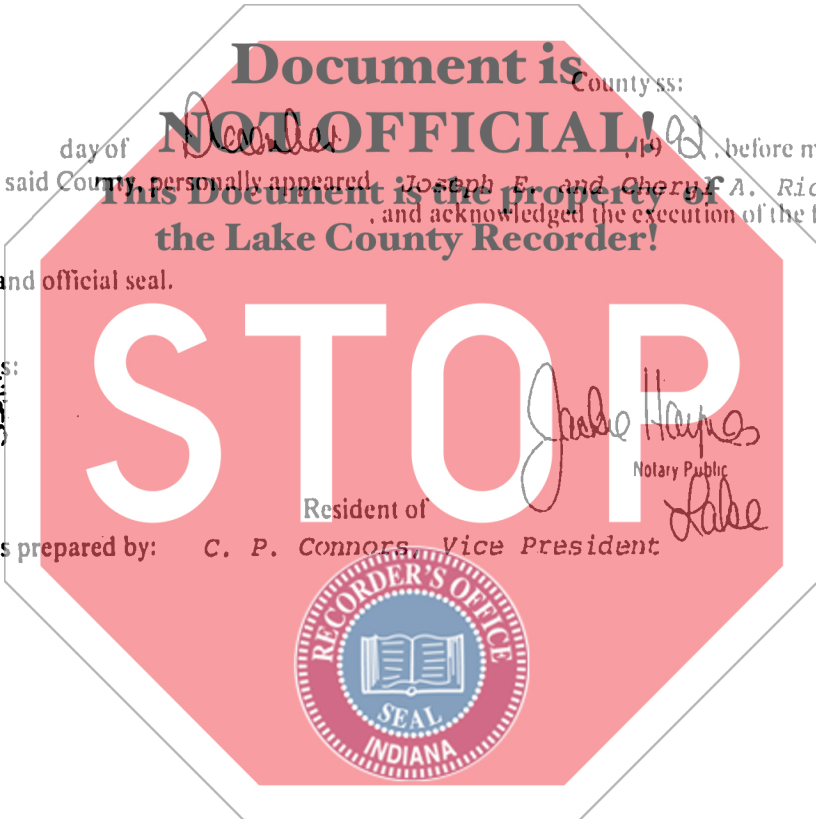 Document is
County ss:
NOT OFFICIAL!
day of December , 19 92 , before m
said County, personally appeared Joseph E. and Cheryl A. Ric
This Document is the property of
, and acknowledged the execution of the f
the Lake County Recorder!
and official seal.
STOP
s:
Jackie Haynes
Notary Public
Resident of Lake
s prepared by: C. P. Connors, Vice President
RECORDER'S OFFICE
SEAL
INDIANA